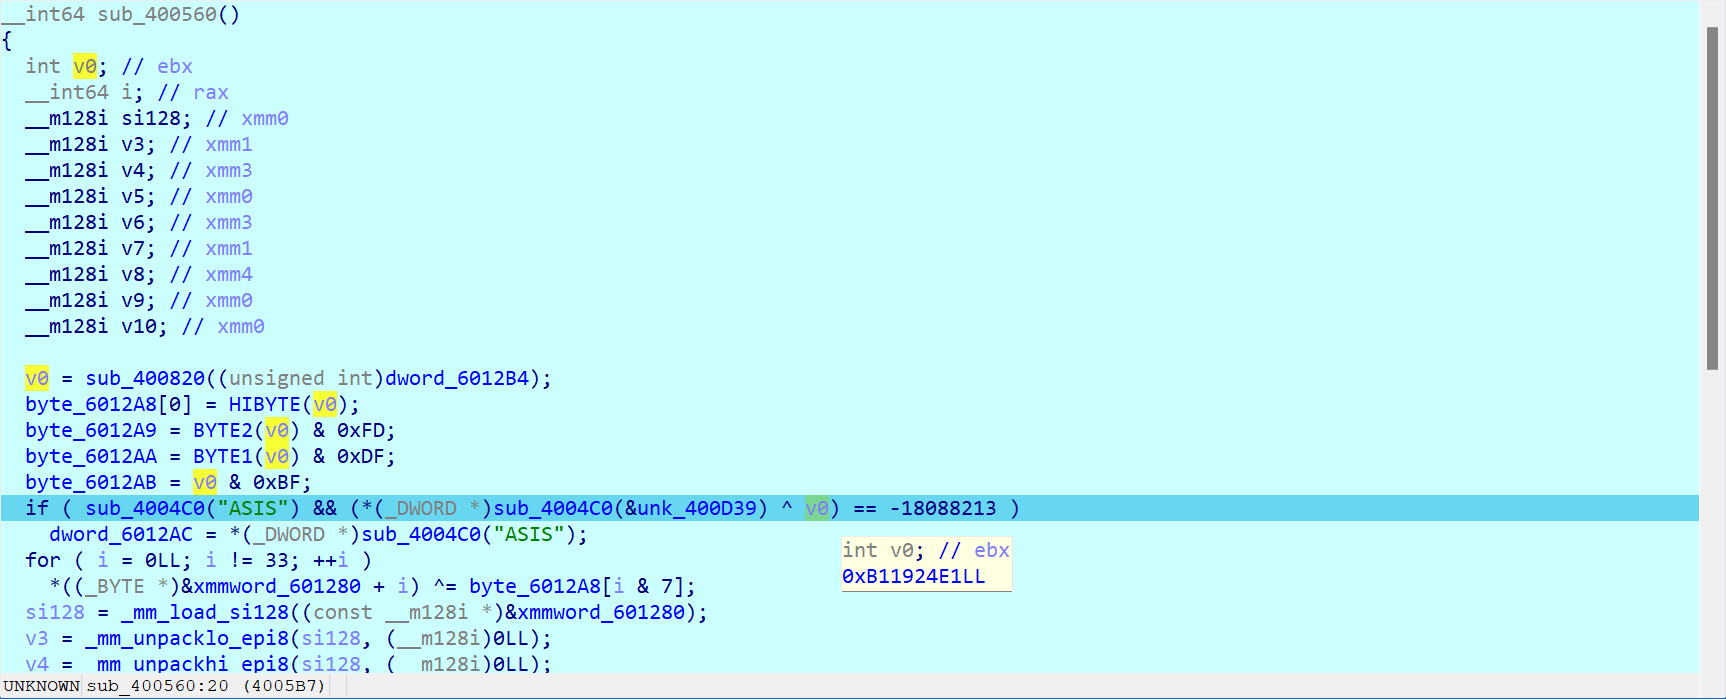 __int64 sub_400560()
{
  int v0; // ebx
  __int64 i; // rax
  __m128i si128; // xmm0
  __m128i v3; // xmm1
  __m128i v4; // xmm3
  __m128i v5; // xmm0
  __m128i v6; // xmm3
  __m128i v7; // xmm1
  __m128i v8; // xmm4
  __m128i v9; // xmm0
  __m128i v10; // xmm0
  v0 = sub_400820((unsigned int)dword_6012B4);
  byte_6012A8[0] = HIBYTE(v0);
  byte_6012A9 = BYTE2(v0) & 0xFD;
  byte_6012AA = BYTE1(v0) & 0xDF;
  byte_6012AB = v0 & 0xBF;
  if ( sub_4004C0("ASIS") && (*(_DWORD *)sub_4004C0(&unk_400D39) ^ v0) == -18088213 )
    dword_6012AC = *(_DWORD *)sub_4004C0("ASIS");
int v0; // ebx
0xB11924E1LL
  for ( i = 0LL; i != 33; ++i )
    *((_BYTE *)&xmmword_601280 + i) ^= byte_6012A8[i & 7];
  si128 = _mm_load_si128((const __m128i *)&xmmword_601280);
  v3 = _mm_unpacklo_epi8(si128, (__m128i)0LL);
  v4 = _mm_unpackhi_epi8(si128, (__m128i)0LL);
UNKNOWN sub_400560:20 (4005B7)